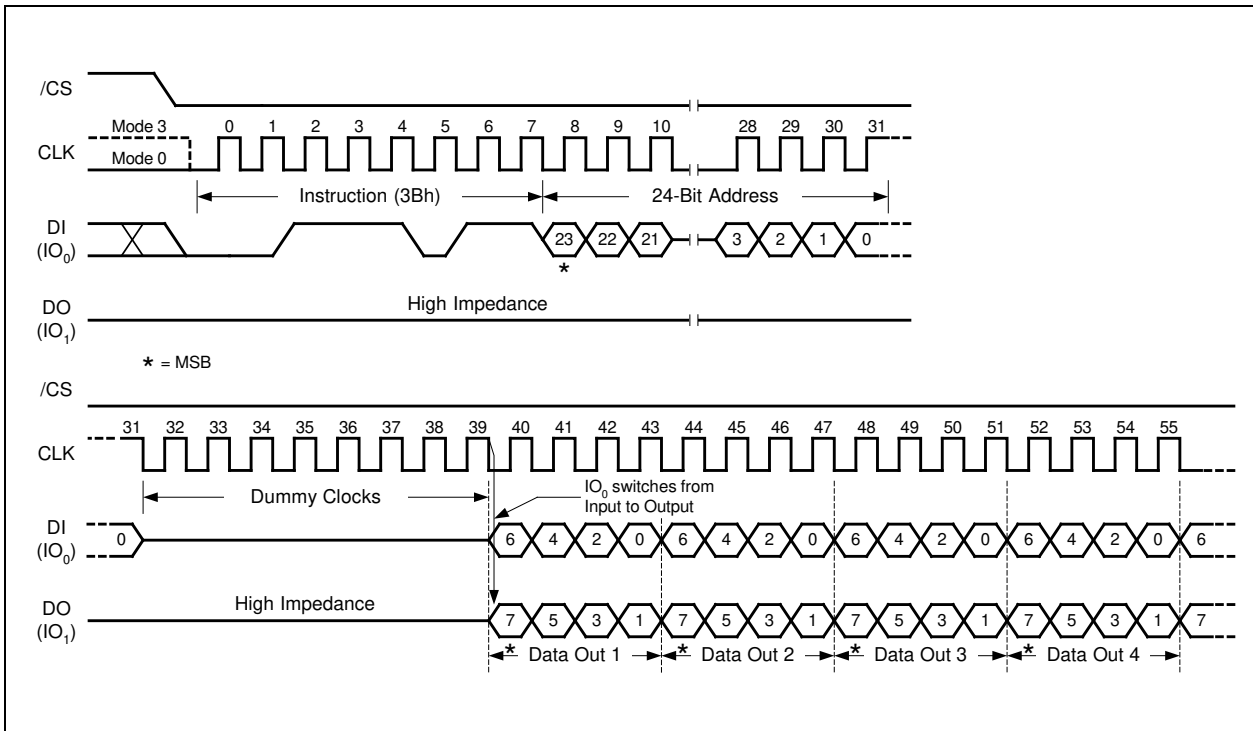 /CS
Mode 3 0 1 2 3 4 5 6 7 8 9 10 28 29 30 31
CLK
Mode 0
Instruction (3Bh) 24-Bit Address
DI
(IO0)
23 22 21 3 2 1 0
*
DO
(IO1)
High Impedance
* = MSB
/CS
31 32 33 34 35 36 37 38 39 40 41 42 43 44 45 46 47 48 49 50 51 52 53 54 55
CLK
Dummy Clocks
IO0 switches from
Input to Output
DI
(IO0)
0 6 4 2 0 6 4 2 0 6 4 2 0 6 4 2 0 6
DO
(IO1)
High Impedance
7 5 3 1 7 5 3 1 7 5 3 1 7 5 3 1 7
* Data Out 1 * Data Out 2 * Data Out 3 * Data Out 4